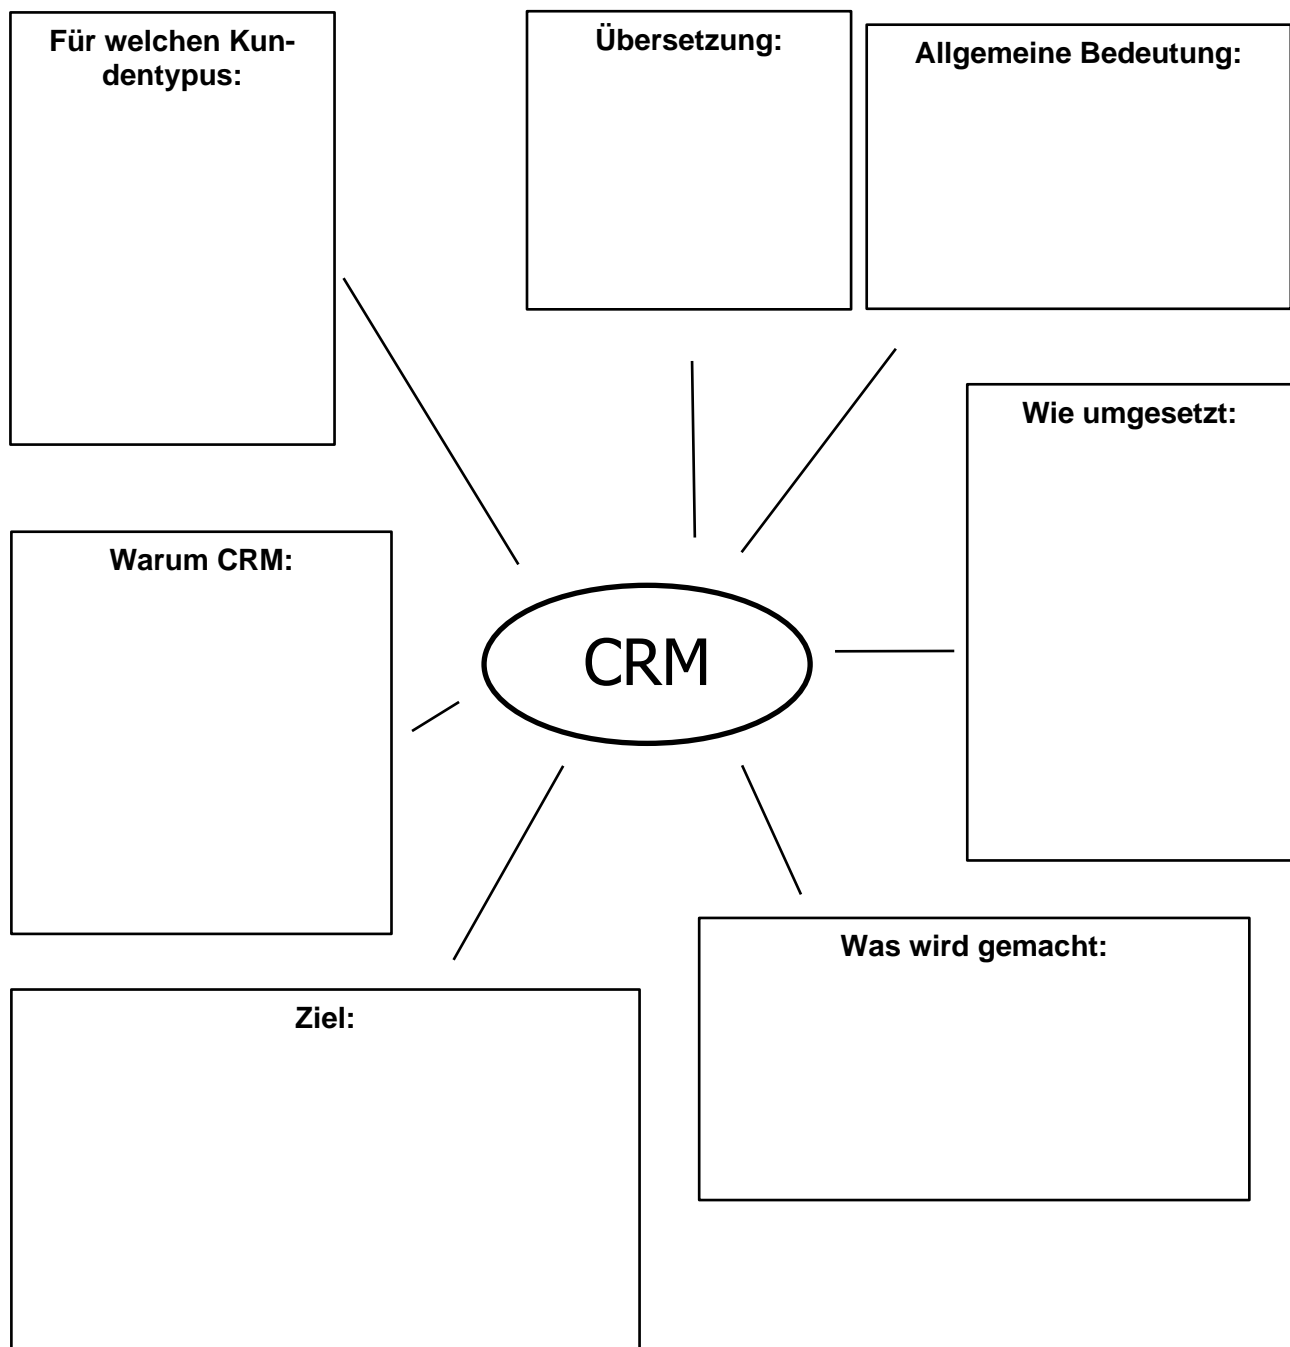 Für welchen Kun-
dentypus:
Übersetzung:
Allgemeine Bedeutung:
Wie umgesetzt:
Warum CRM:
CRM
Was wird gemacht:
Ziel: